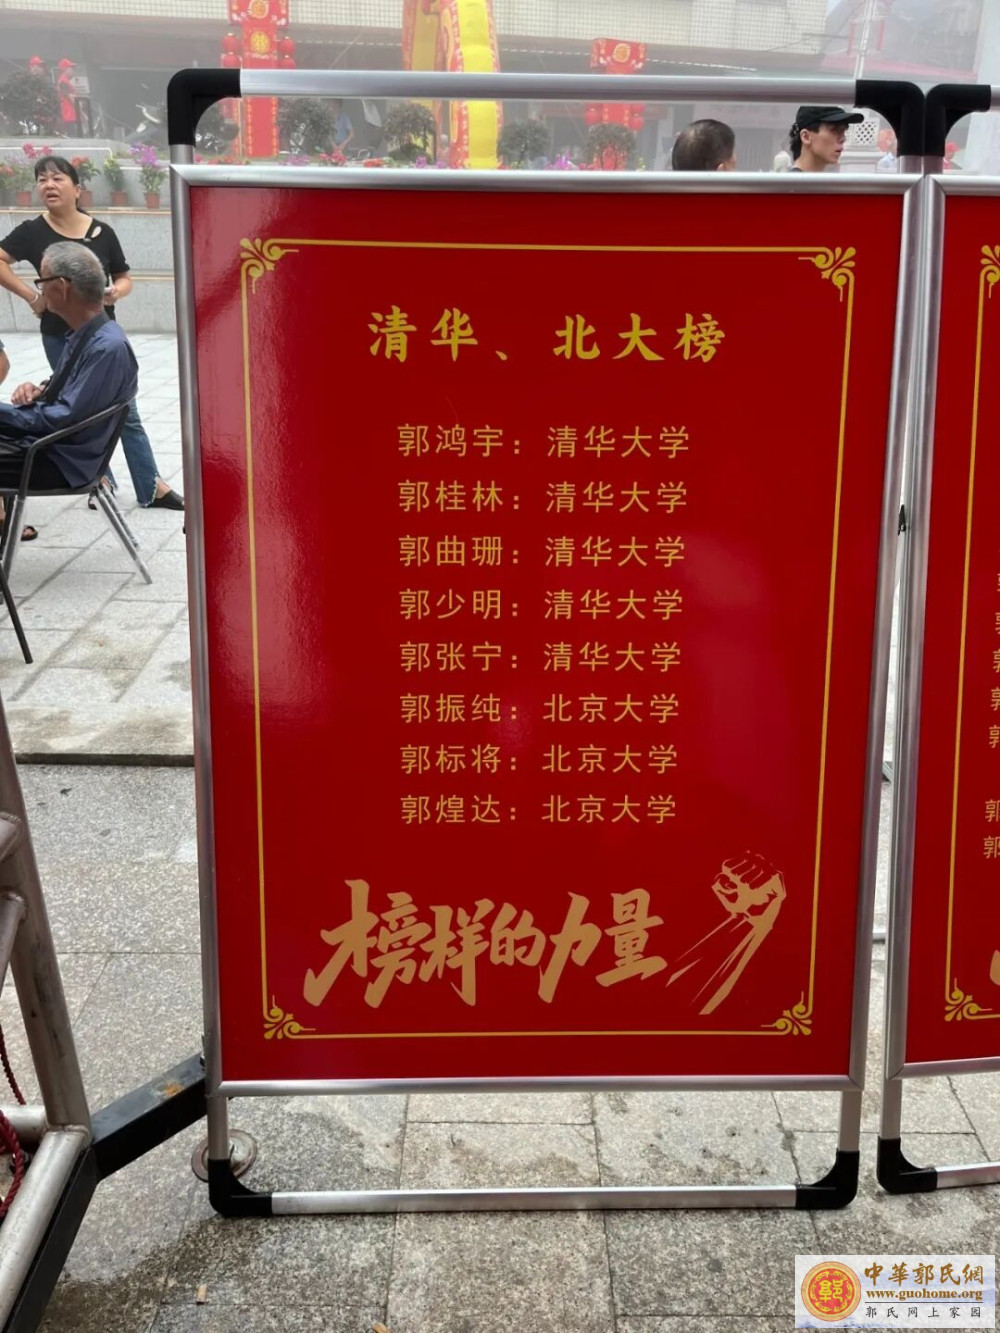 清华、北大榜
郭鸿宇：清华大学
郭桂林：清华大学
郭曲珊：清华大学
郭少明：清华大学
郭张宁：清华大学
郭振纯：北京大学
郭标将：北京大学
郭煌达：北京大学
榜样的力量
中華郭氏網
www.guohome.org
郭氏网上家园